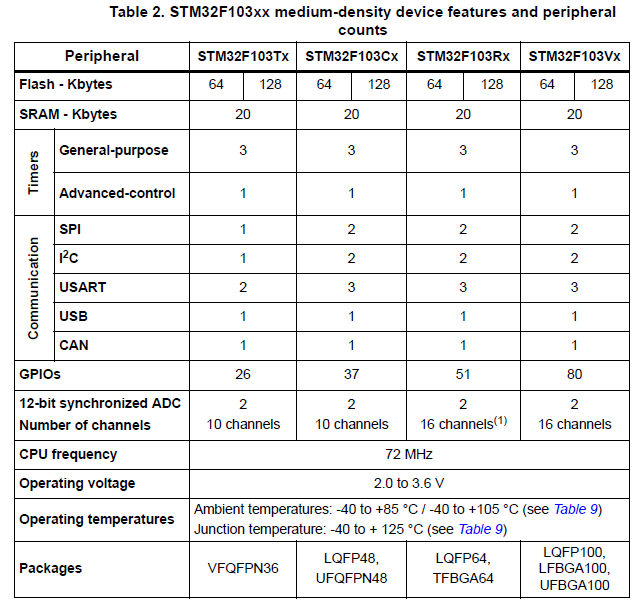 Table 2. STM32F103xx medium-density device features and peripheral
counts
Peripheral STM32F103Tx STM32F103Cx STM32F103Rx STM32F103Vx
Flash - Kbytes 64 128 64 128 64 128 64 128
SRAM - Kbytes 20 20 20 20
Timers
General-purpose 3 3 3 3
Advanced-control 1 1 1 1
Communication
SPI 1 2 2 2
I2C 1 2 2 2
USART 2 3 3 3
USB 1 1 1 1
CAN 1 1 1 1
GPIOs 26 37 51 80
12-bit synchronized ADC 2 2 2 2
Number of channels 10 channels 10 channels 16 channels(1) 16 channels
CPU frequency 72 MHz
Operating voltage 2.0 to 3.6 V
Operating temperatures
Ambient temperatures: -40 to +85 °C / -40 to +105 °C (see Table 9)
Junction temperature: -40 to + 125 °C (see Table 9)
Packages
VFQFPN36
LQFP48,
UFQFPN48
LQFP64,
TFBGA64
LQFP100,
LFBGA100,
UFBGA100